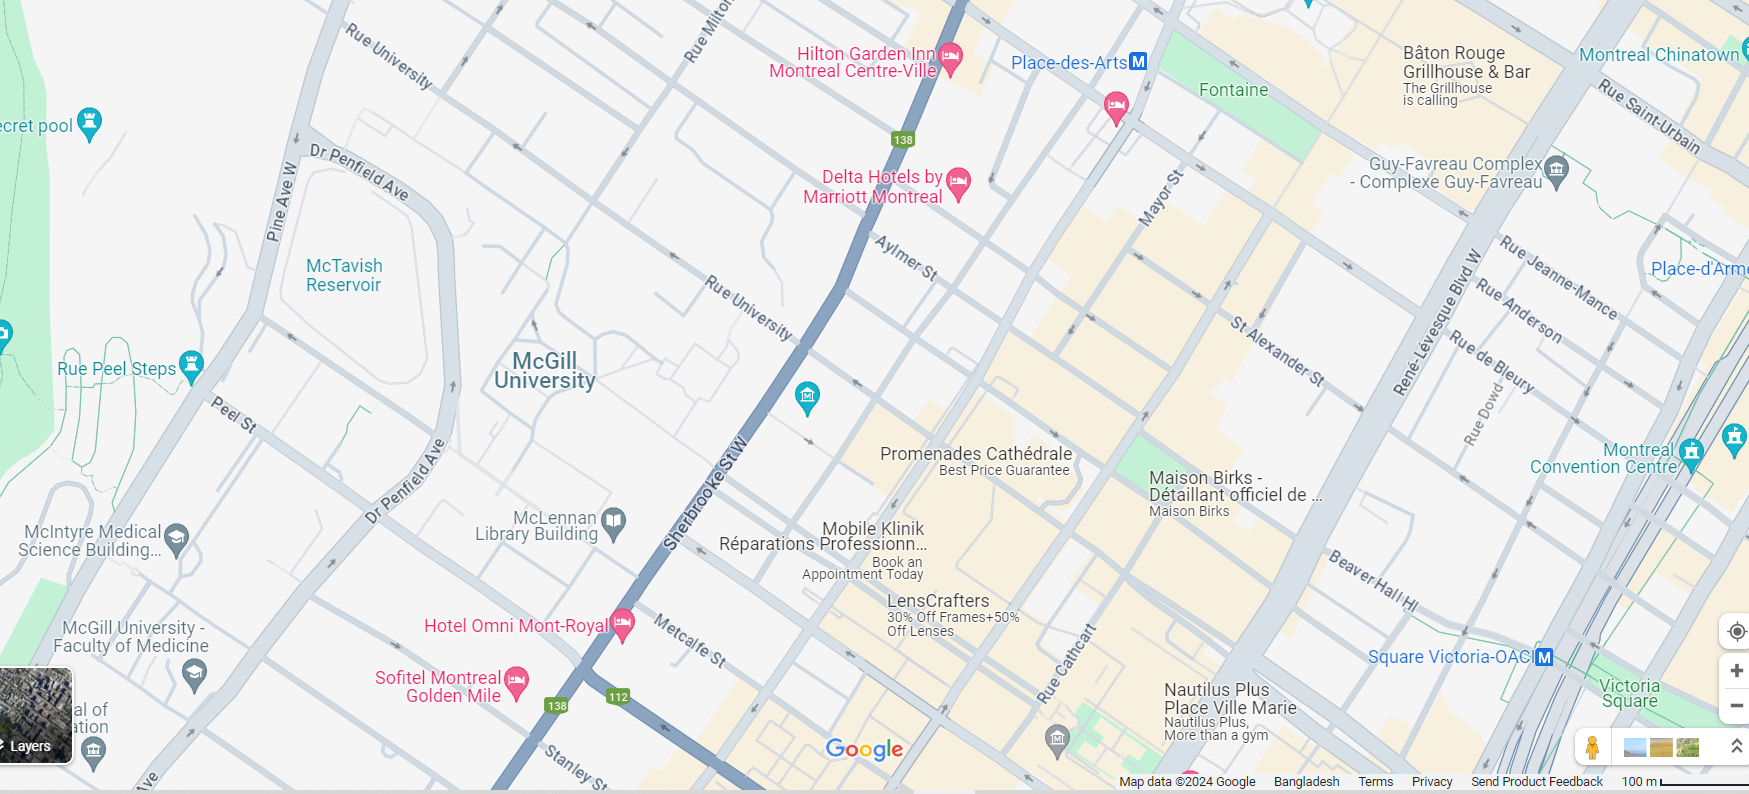 Rue University
Rue Milton
Hilton Garden Inn
Montreal Centre-Ville
Place-des-Arts
M
Fontaine
Bâton Rouge
Grillhouse & Bar
The Grillhouse
is calling
Montreal Chinatown
Rue Saint-Urbain
ecret pool
138
Dr Penfield Ave
Pine Ave W
Delta Hotels by
Marriott Montreal
Mayor St
Guy-Favreau Complex
- Complexe Guy-Favreau
McTavish
Reservoir
Aylmer St
Rue University
Rue Jeanne-Mance
Place-d'Arme
Rue Anderson
René-Lévesque Blvd W
St Alexander St
Rue de Bleury
Rue Dowd
Rue Peel Steps
McGill
University
Peel St
Promenades Cathédrale
Best Price Guarantee
Maison Birks -
Détaillant officiel de ...
Maison Birks
Montreal
Convention Centre
Dr Penfield Ave
Sherbrooke St W
McIntyre Medical
Science Building...
McLennan
Library Building
Mobile Klinik
Réparations Professionn...
Book an
Appointment Today
Beaver Hall Hl
LensCrafters
30% Off Frames+50%
Off Lenses
McGill University -
Faculty of Medicine
Hotel Omni Mont-Royal
Metcalfe St
Rue Cathcart
Square Victoria-OACI
M
Sofitel Montreal
Golden Mile
138
112
Nautilus Plus
Place Ville Marie
Nautilus Plus,
More than a gym
Victoria
Square
al of
ation
Layers
Stanley St
Google
Ave
Map data ©2024 Google
Bangladesh
Terms
Privacy
Send Product Feedback
100 m